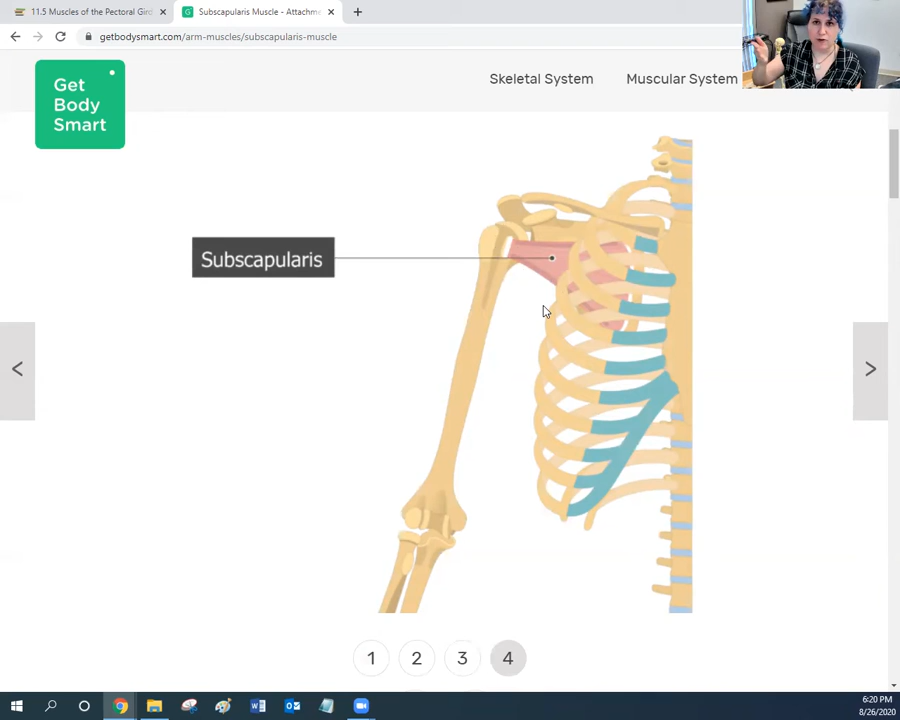 11.5 Muscles of the Pectoral Gird
Subscapularis Muscle - Attachme
getbodysmart.com/arm-muscles/subscapularis-muscle
Get
Body
Smart
Skeletal System
Muscular System
Subscapularis
<
>
1
2
3
4
6:20 PM
8/26/2020